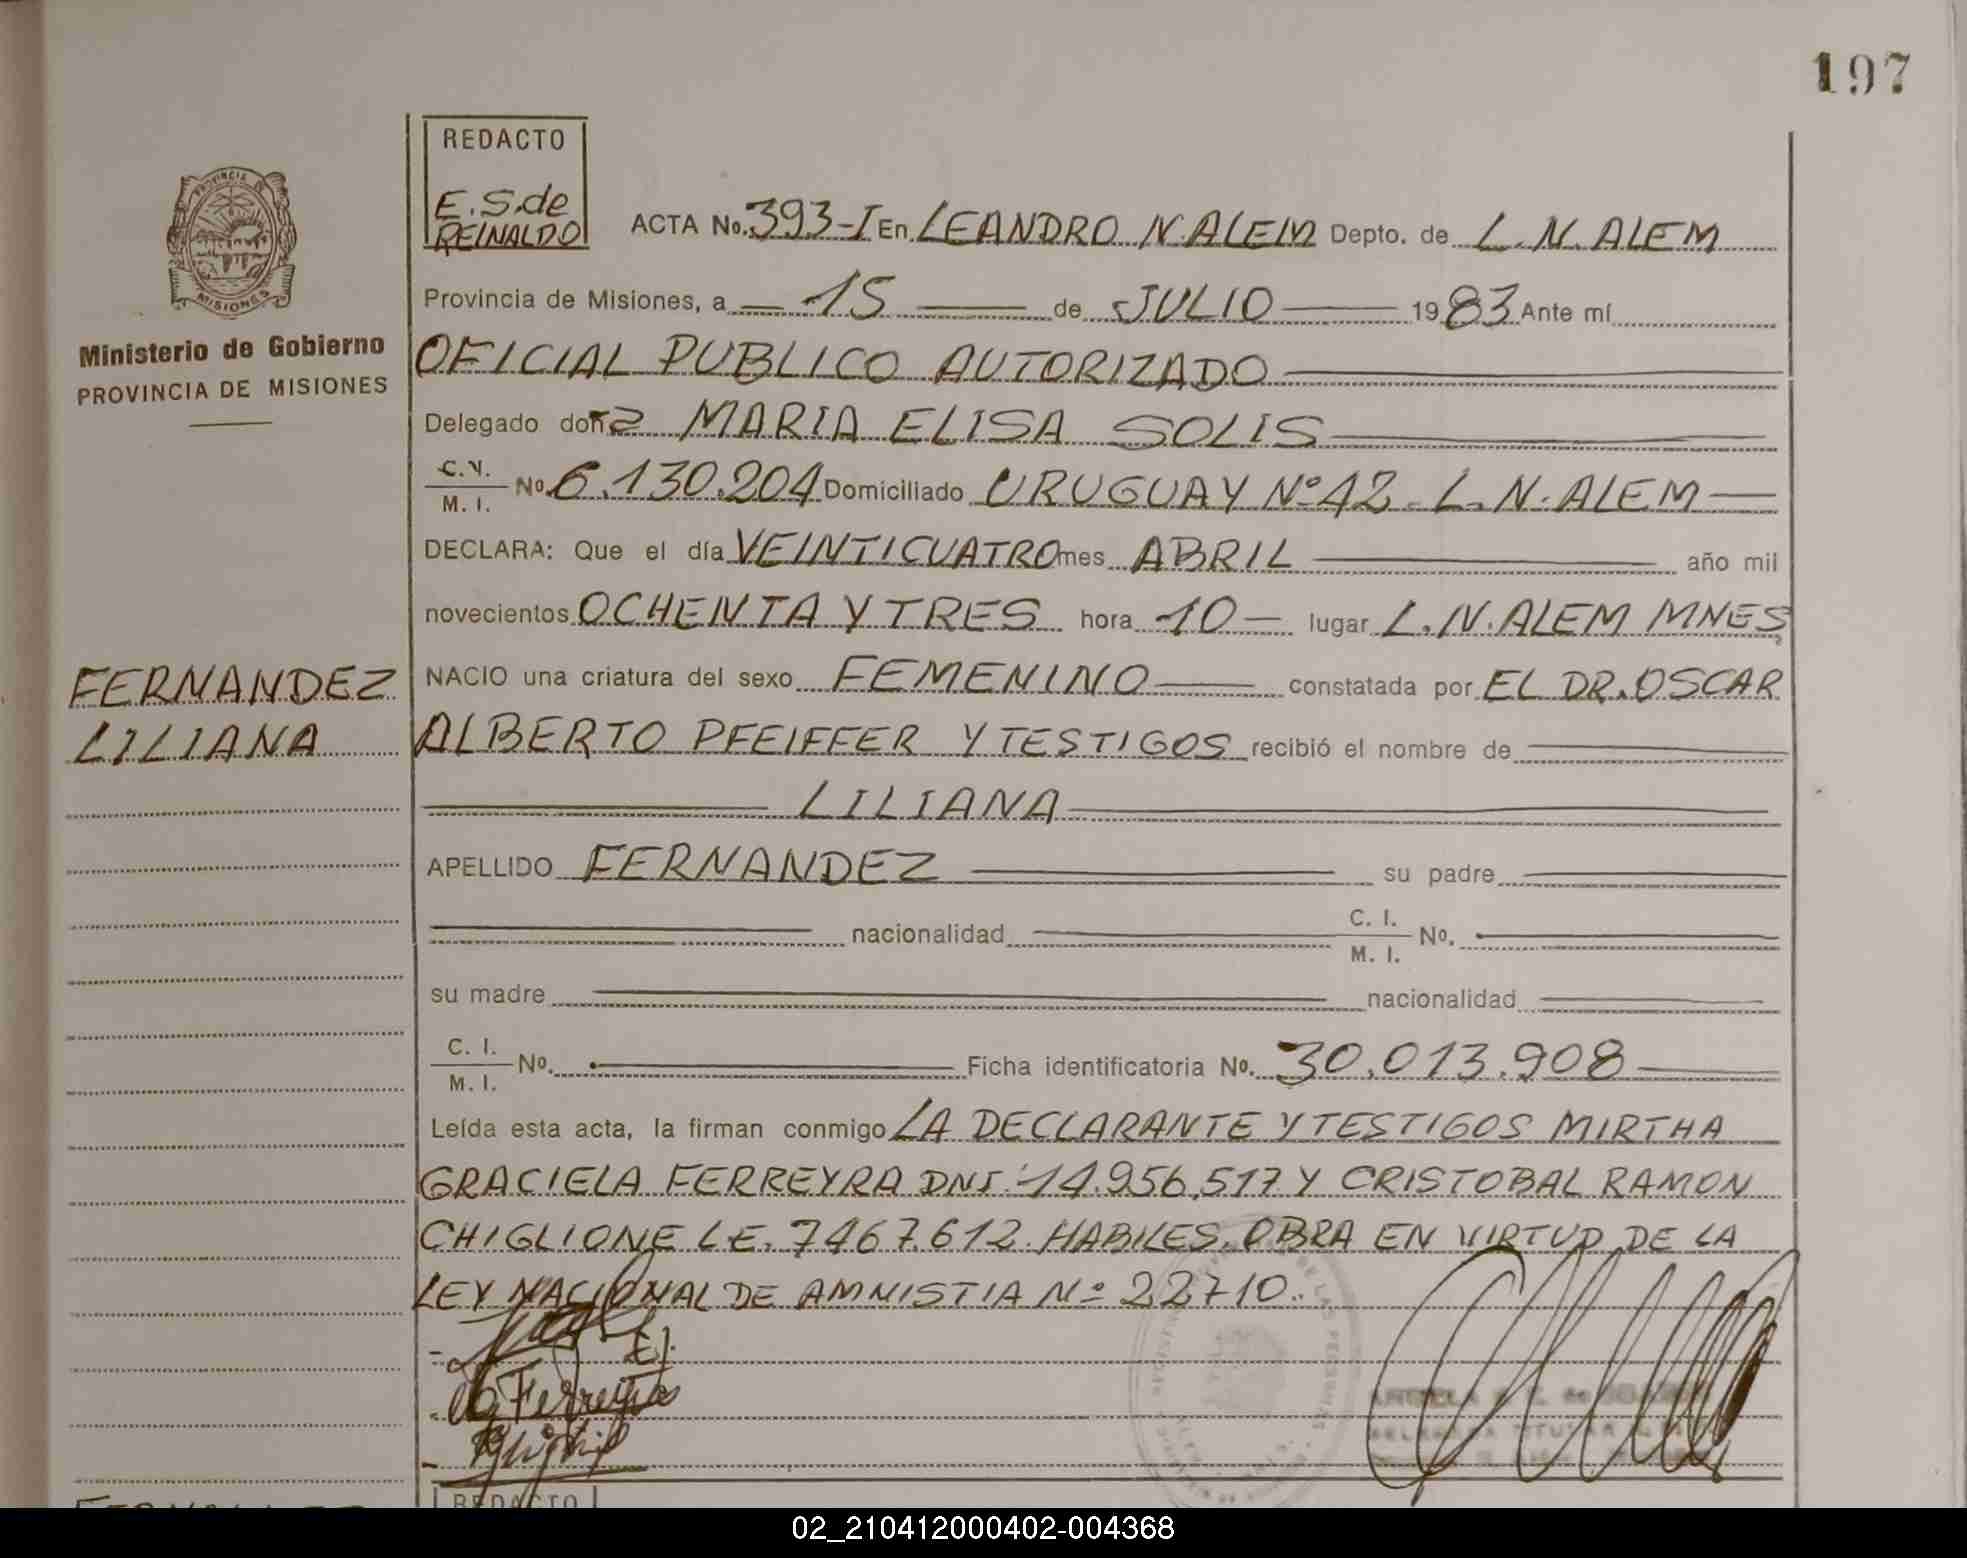 197
REDACTO
E.S.de
REINALDO
ACTA No. 393-I En LEANDRO N. ALEM Depto. de L. N. ALEM
PROVINCIA DE
MISIONES
Ministerio de Gobierno
PROVINCIA DE MISIONES
Provincia de Misiones, a 15 de JULIO 1983 Ante mí
OFICIAL PUBLICO AUTORIZADO
Delegado doña MARIA ELISA SOLIS
C.V.
M. I. No. 6.130.204 Domiciliado URUGUAY Nº 42 - L. N. ALEM
DECLARA: Que el día VEINTICUATRO mes ABRIL año mil
novecientos OCHENTA Y TRES hora 10 lugar L. N. ALEM MNES
FERNANDEZ
LILIANA
NACIO una criatura del sexo FEMENINO constatada por EL DR. OSCAR
ALBERTO PFEIFFER Y TESTIGOS recibió el nombre de
LILIANA
APELLIDO FERNANDEZ su padre
nacionalidad C. I.
M. I. No.
su madre nacionalidad
C. I.
M. I. No. Ficha identificatoria No. 30.013.908
Leída esta acta, la firman conmigo LA DECLARANTE Y TESTIGOS MIRTHA
GRACIELA FERREYRA DNI. 14.956.517 Y CRISTOBAL RAMON
CHIGLIONE L.E. 7467.612. HABILES. OBRA EN VIRTUD DE LA
LEY NACIONAL DE AMNISTIA Nº 22710.
Ferreyra
REDACTO
02_210412000402-004368